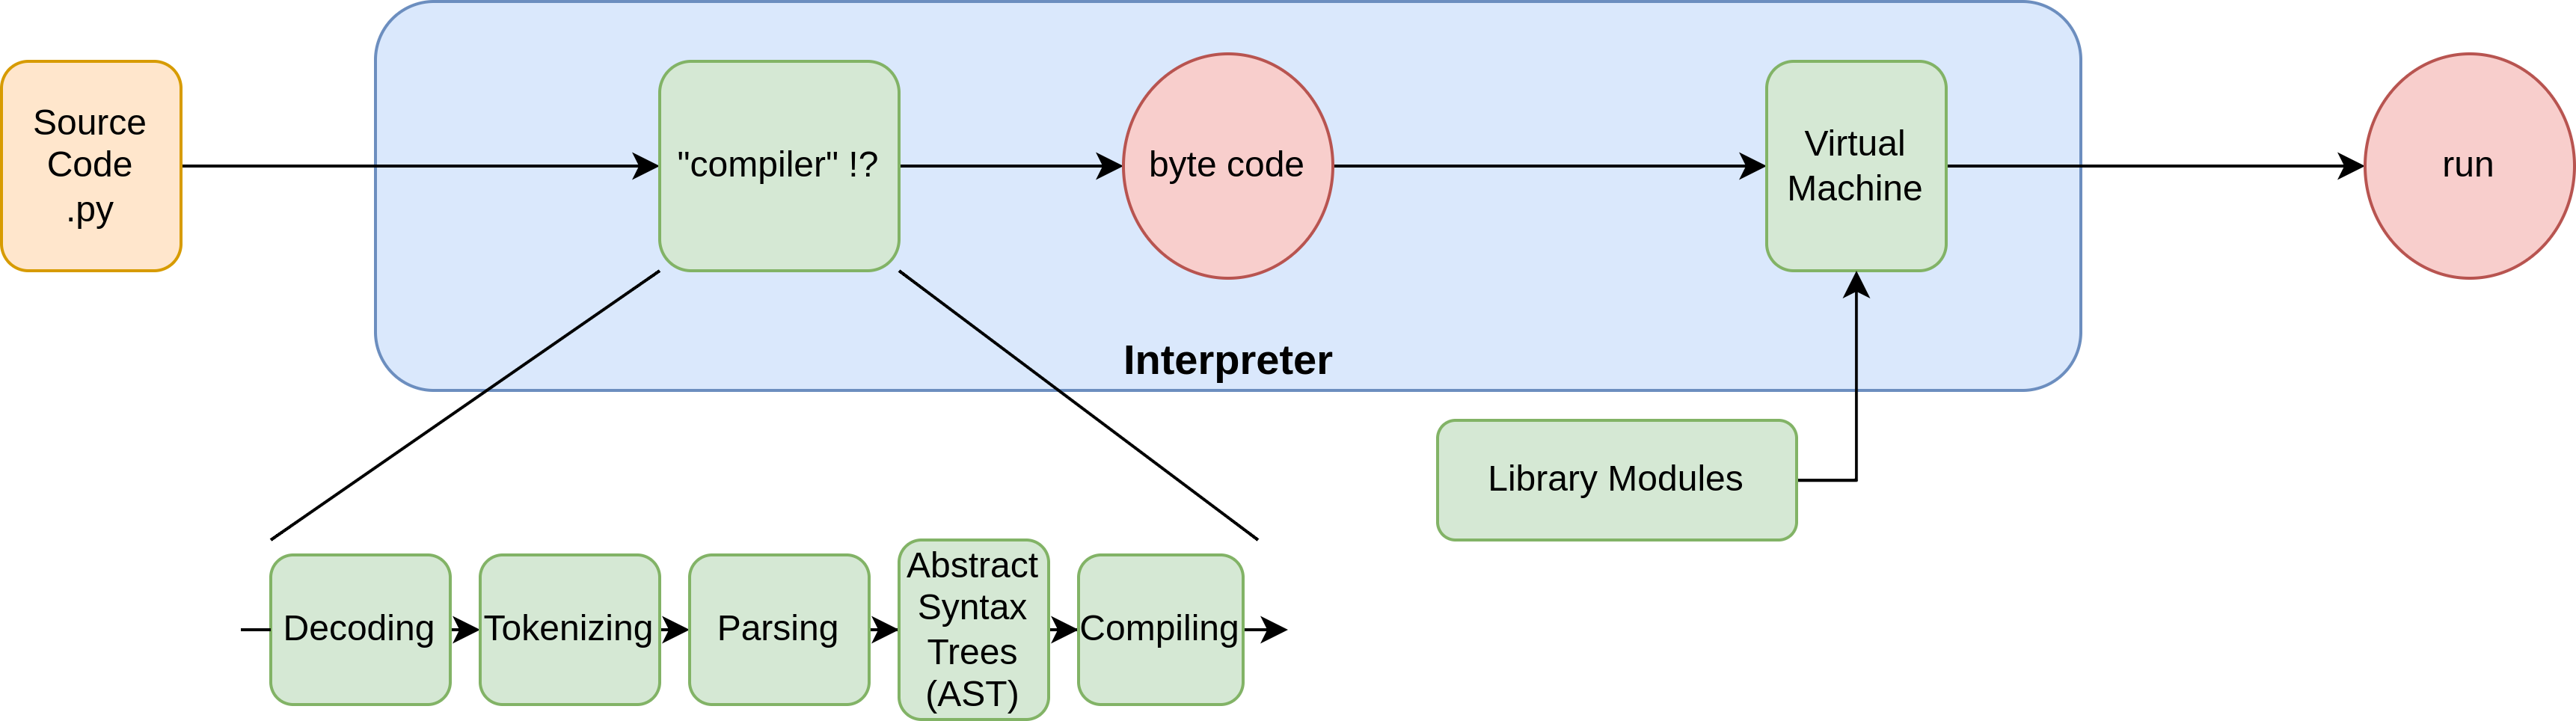 Source
Code
.py
"compiler" !?
byte code
Virtual
Machine
run
Interpreter
Library Modules
Decoding
Tokenizing
Parsing
Abstract
Syntax
Trees
(AST)
Compiling